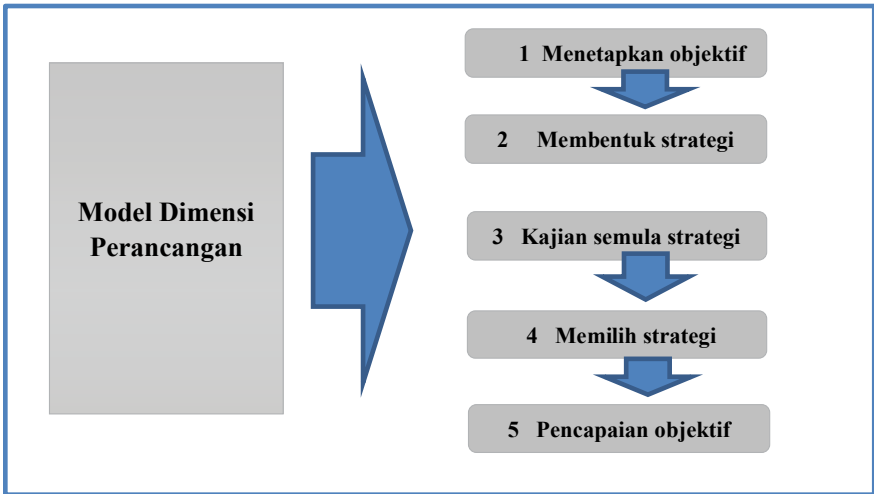 Model Dimensi
Perancangan
1 Menetapkan objektif
2 Membentuk strategi
3 Kajian semula strategi
4 Memilih strategi
5 Pencapaian objektif